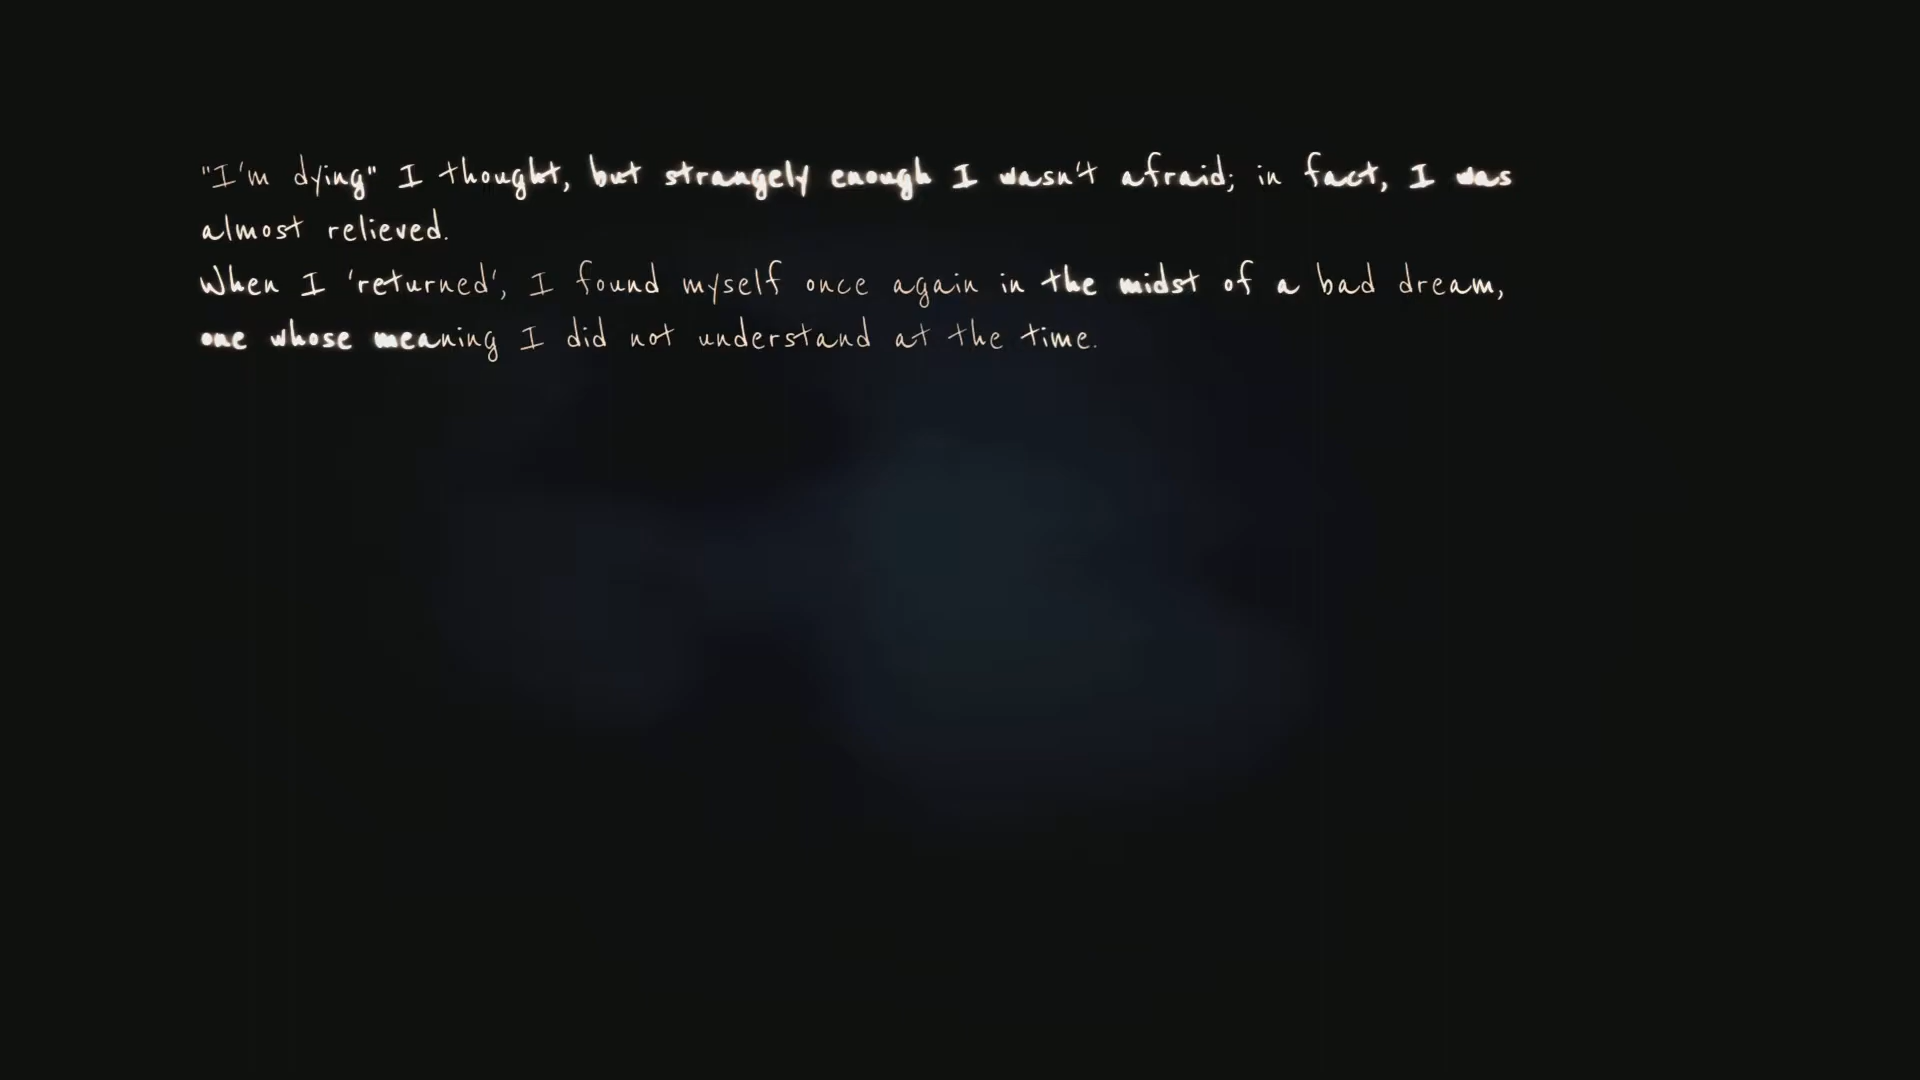 "I'm dying" I thought, but strangely enough I wasn't afraid; in fact, I was
almost relieved.
When I 'returned', I found myself once again in the midst of a bad dream,
one whose meaning I did not understand at the time.